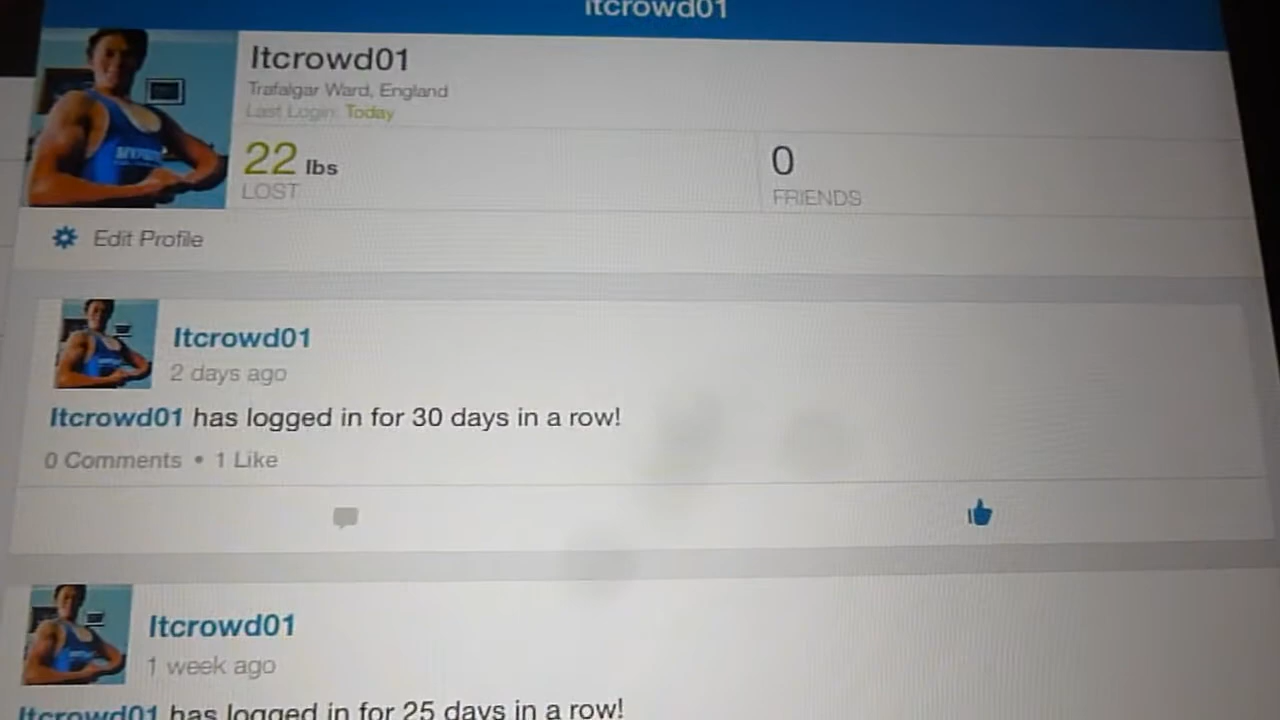 Itcrowd01
Itcrowd01
Trafalgar Ward, England
Last Login: Today
22 lbs
LOST
0
FRIENDS
Edit Profile
Itcrowd01
2 days ago
Itcrowd01 has logged in for 30 days in a row!
0 Comments • 1 Like
Itcrowd01
1 week ago
Itcrowd01 has logged in for 25 days in a row!